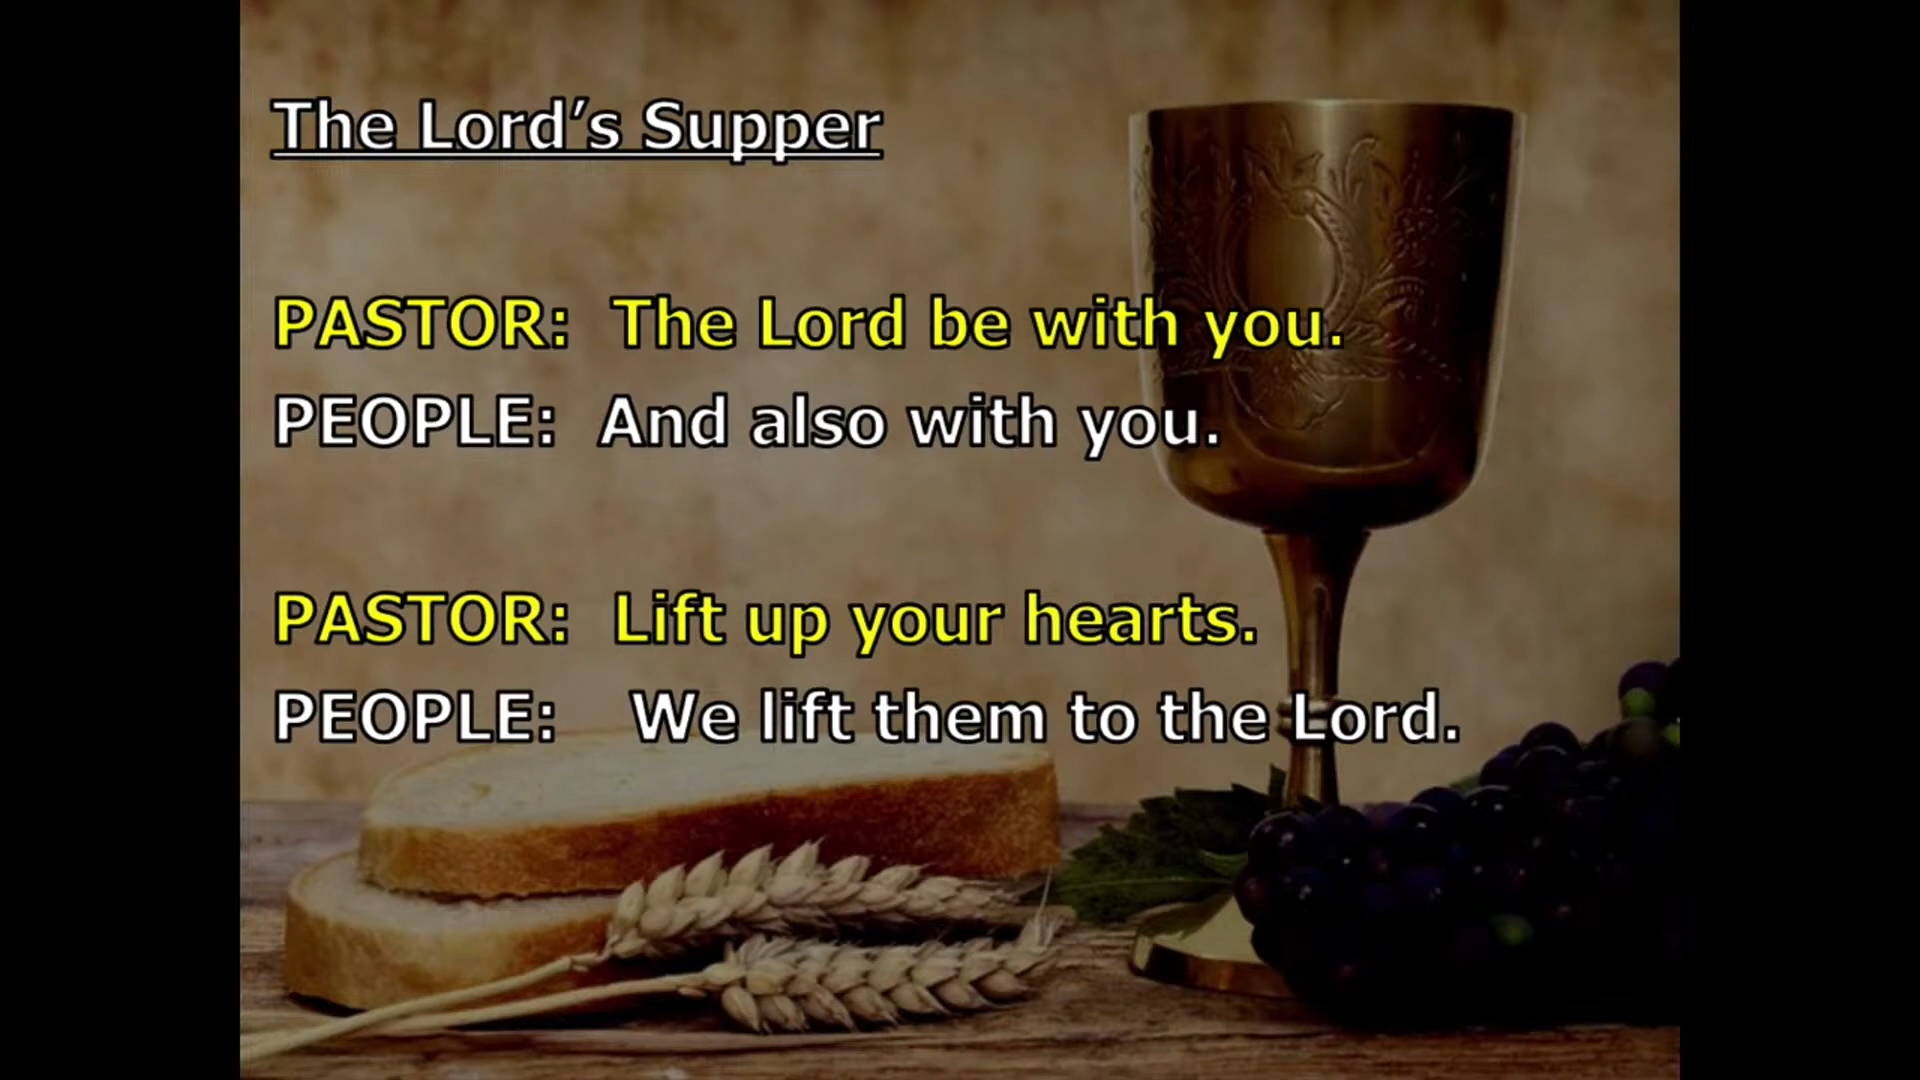 The Lord’s Supper
PASTOR: The Lord be with you.
PEOPLE: And also with you.
PASTOR: Lift up your hearts.
PEOPLE: We lift them to the Lord.